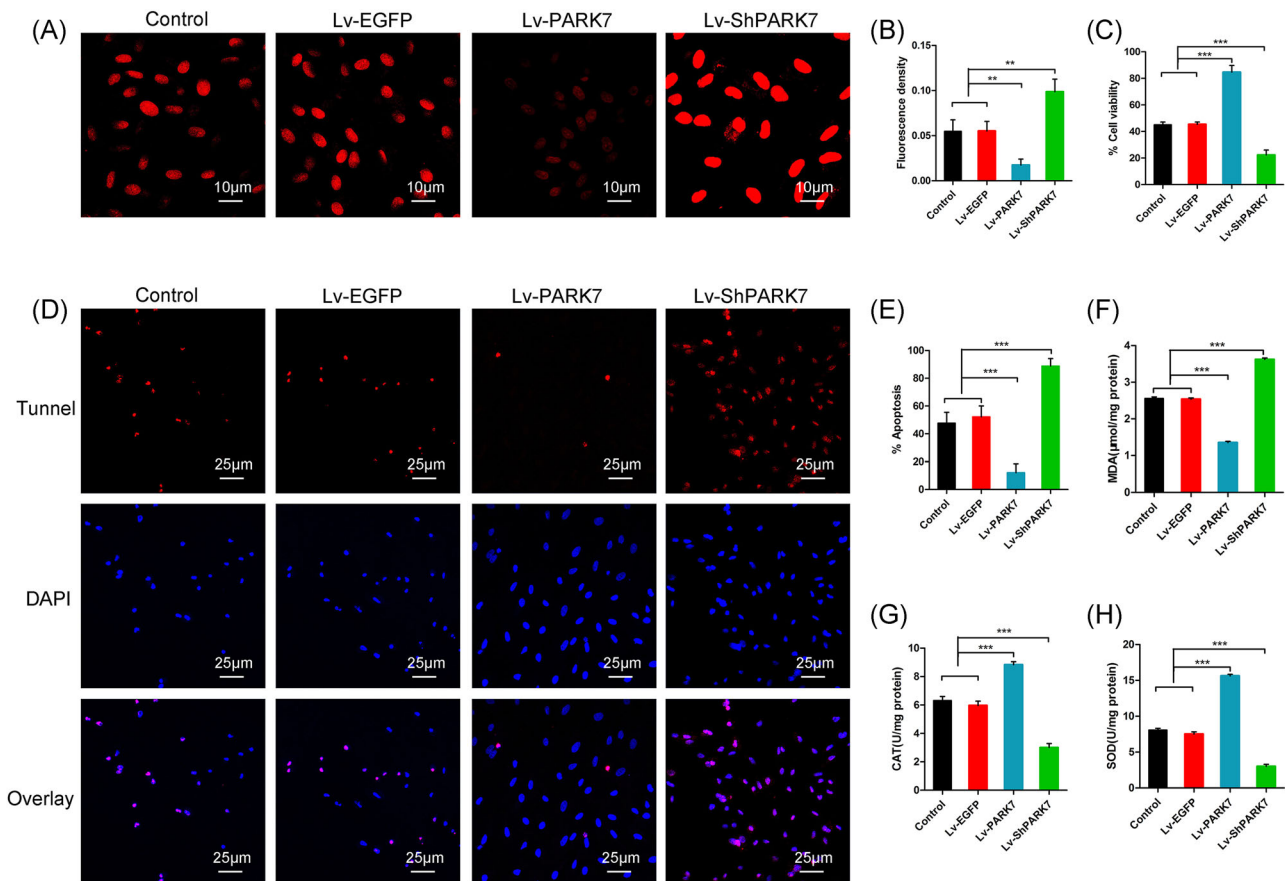 (A)
Control Lv-EGFP Lv-PARK7 Lv-ShPARK7
10μm 10μm 10μm 10μm
(B)
Fluorescence density
0.15
0.10
0.05
0.00
** **
Control Lv-EGFP Lv-PARK7 Lv-ShPARK7
(C)
% Cell viability
100
80
60
40
20
0
*** ***
Control Lv-EGFP Lv-PARK7 Lv-ShPARK7
(D)
Control Lv-EGFP Lv-PARK7 Lv-ShPARK7
Tunnel
25μm 25μm 25μm 25μm
DAPI
25μm 25μm 25μm 25μm
Overlay
25μm 25μm 25μm 25μm
(E)
% Apoptosis
100
80
60
40
20
0
*** ***
Control Lv-EGFP Lv-PARK7 Lv-ShPARK7
(F)
MDA(μmol/mg protein)
4
3
2
1
0
*** ***
Control Lv-EGFP Lv-PARK7 Lv-ShPARK7
(G)
CAT(U/mg protein)
10
8
6
4
2
0
*** ***
Control Lv-EGFP Lv-PARK7 Lv-ShPARK7
(H)
SOD(U/mg protein)
20
15
10
5
0
*** ***
Control Lv-EGFP Lv-PARK7 Lv-ShPARK7